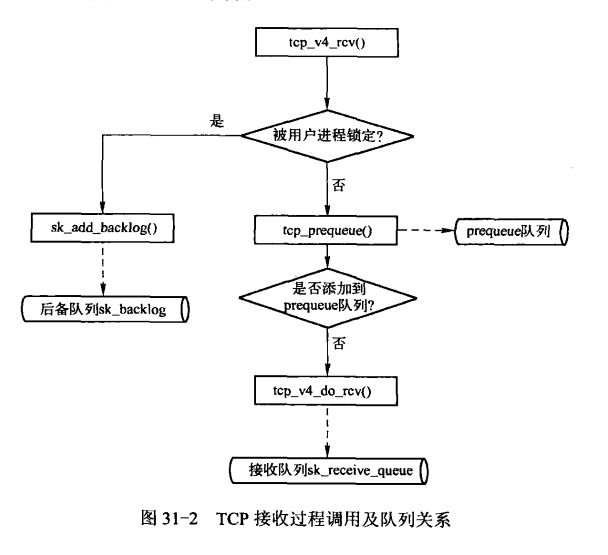 tcp_v4_rcv()
是
被用户进程锁定?
否
sk_add_backlog()
tcp_prequeue()
prequeue队列
后备队列sk_backlog
是否添加到
prequeue队列?
否
tcp_v4_do_rcv()
接收队列sk_receive_queue
图 31-2 TCP 接收过程调用及队列关系